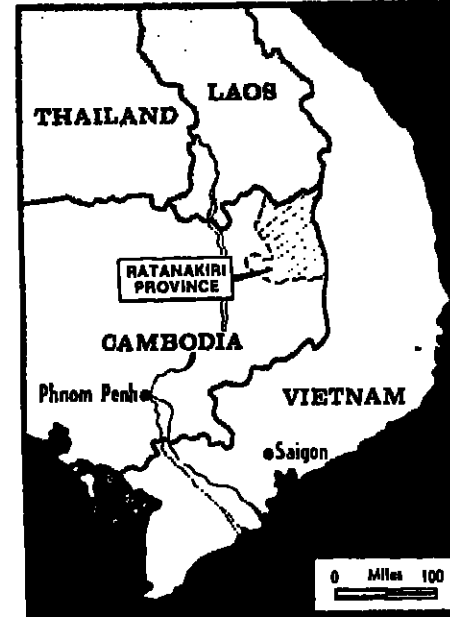 LAOS
THAILAND
RATANAKIRI
PROVINCE
CAMBODIA
Phnom Penh
VIETNAM
Saigon
0 Miles 100